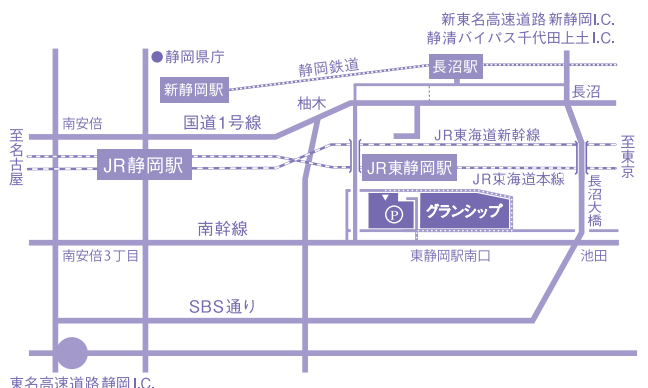 新東名高速道路 新静岡I.C.
静清バイパス千代田上土I.C.
静岡県庁
静岡鉄道
長沼駅
新静岡駅
柚木
長沼
南安倍
国道1号線
至名古屋
JR静岡駅
JR東海道新幹線
至東京
JR東静岡駅
JR東海道本線
長沼大橋
P
グランシップ
南幹線
南安倍3丁目
東静岡駅南口
池田
SBS通り
東名高速道路 静岡I.C.